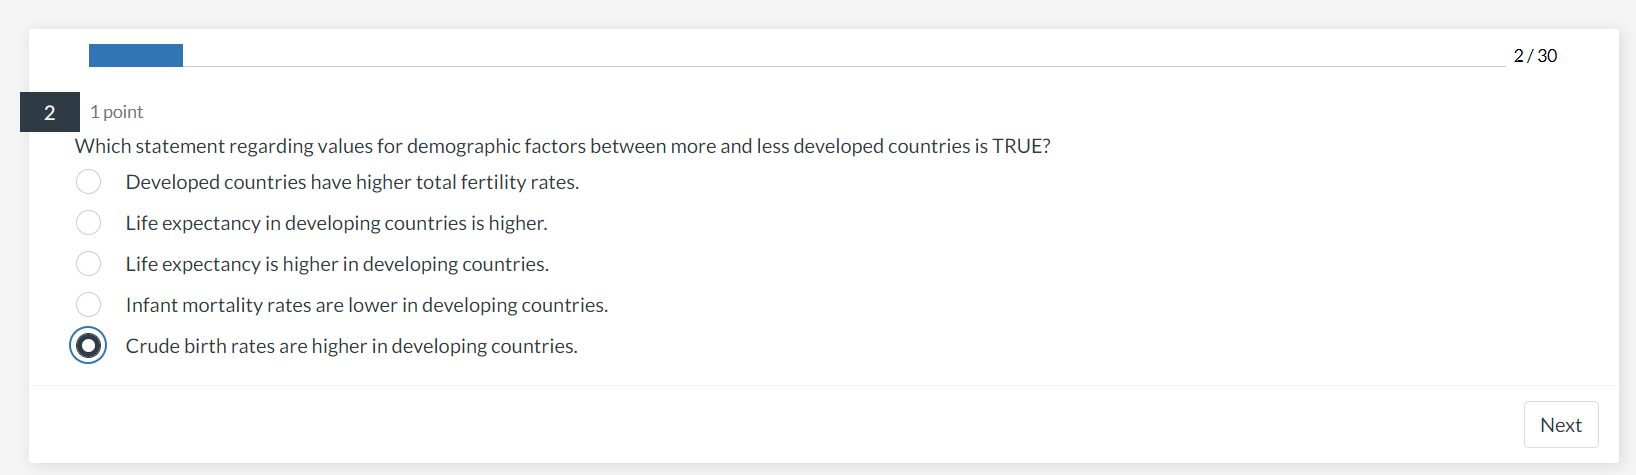 2 / 30
2
1 point
Which statement regarding values for demographic factors between more and less developed countries is TRUE?
Developed countries have higher total fertility rates.
Life expectancy in developing countries is higher.
Life expectancy is higher in developing countries.
Infant mortality rates are lower in developing countries.
Crude birth rates are higher in developing countries.
Next